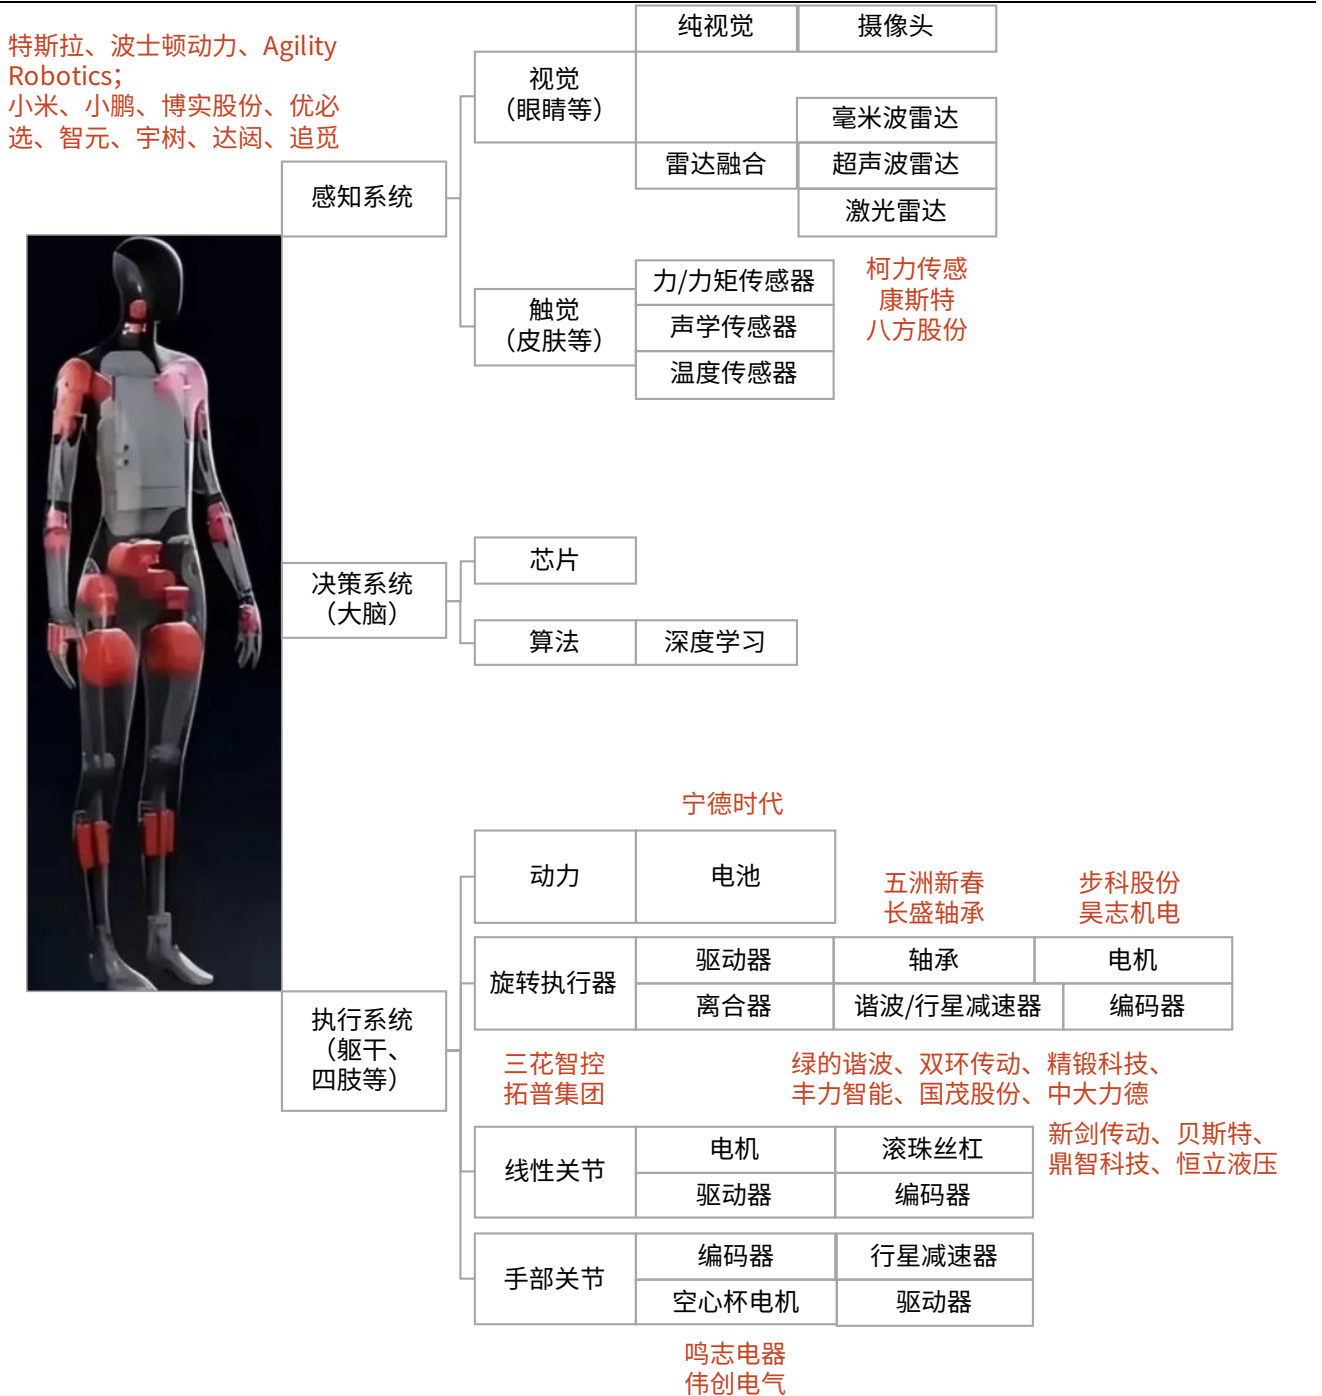 特斯拉、波士顿动力、Agility
Robotics；
小米、小鹏、博实股份、优必
选、智元、宇树、达闼、追觅
纯视觉
摄像头
视觉
（眼睛等）
毫米波雷达
雷达融合
超声波雷达
激光雷达
感知系统
力/力矩传感器
声学传感器
温度传感器
触觉
（皮肤等）
柯力传感
康斯特
八方股份
芯片
决策系统
（大脑）
算法
深度学习
宁德时代
动力
电池
五洲新春
长盛轴承
步科股份
昊志机电
旋转执行器
驱动器
轴承
电机
离合器
谐波/行星减速器
编码器
执行系统
（躯干、
四肢等）
三花智控
拓普集团
绿的谐波、双环传动、精锻科技、
丰力智能、国茂股份、中大力德
线性关节
电机
滚珠丝杠
驱动器
编码器
新剑传动、贝斯特、
鼎智科技、恒立液压
手部关节
编码器
行星减速器
空心杯电机
驱动器
鸣志电器
伟创电气